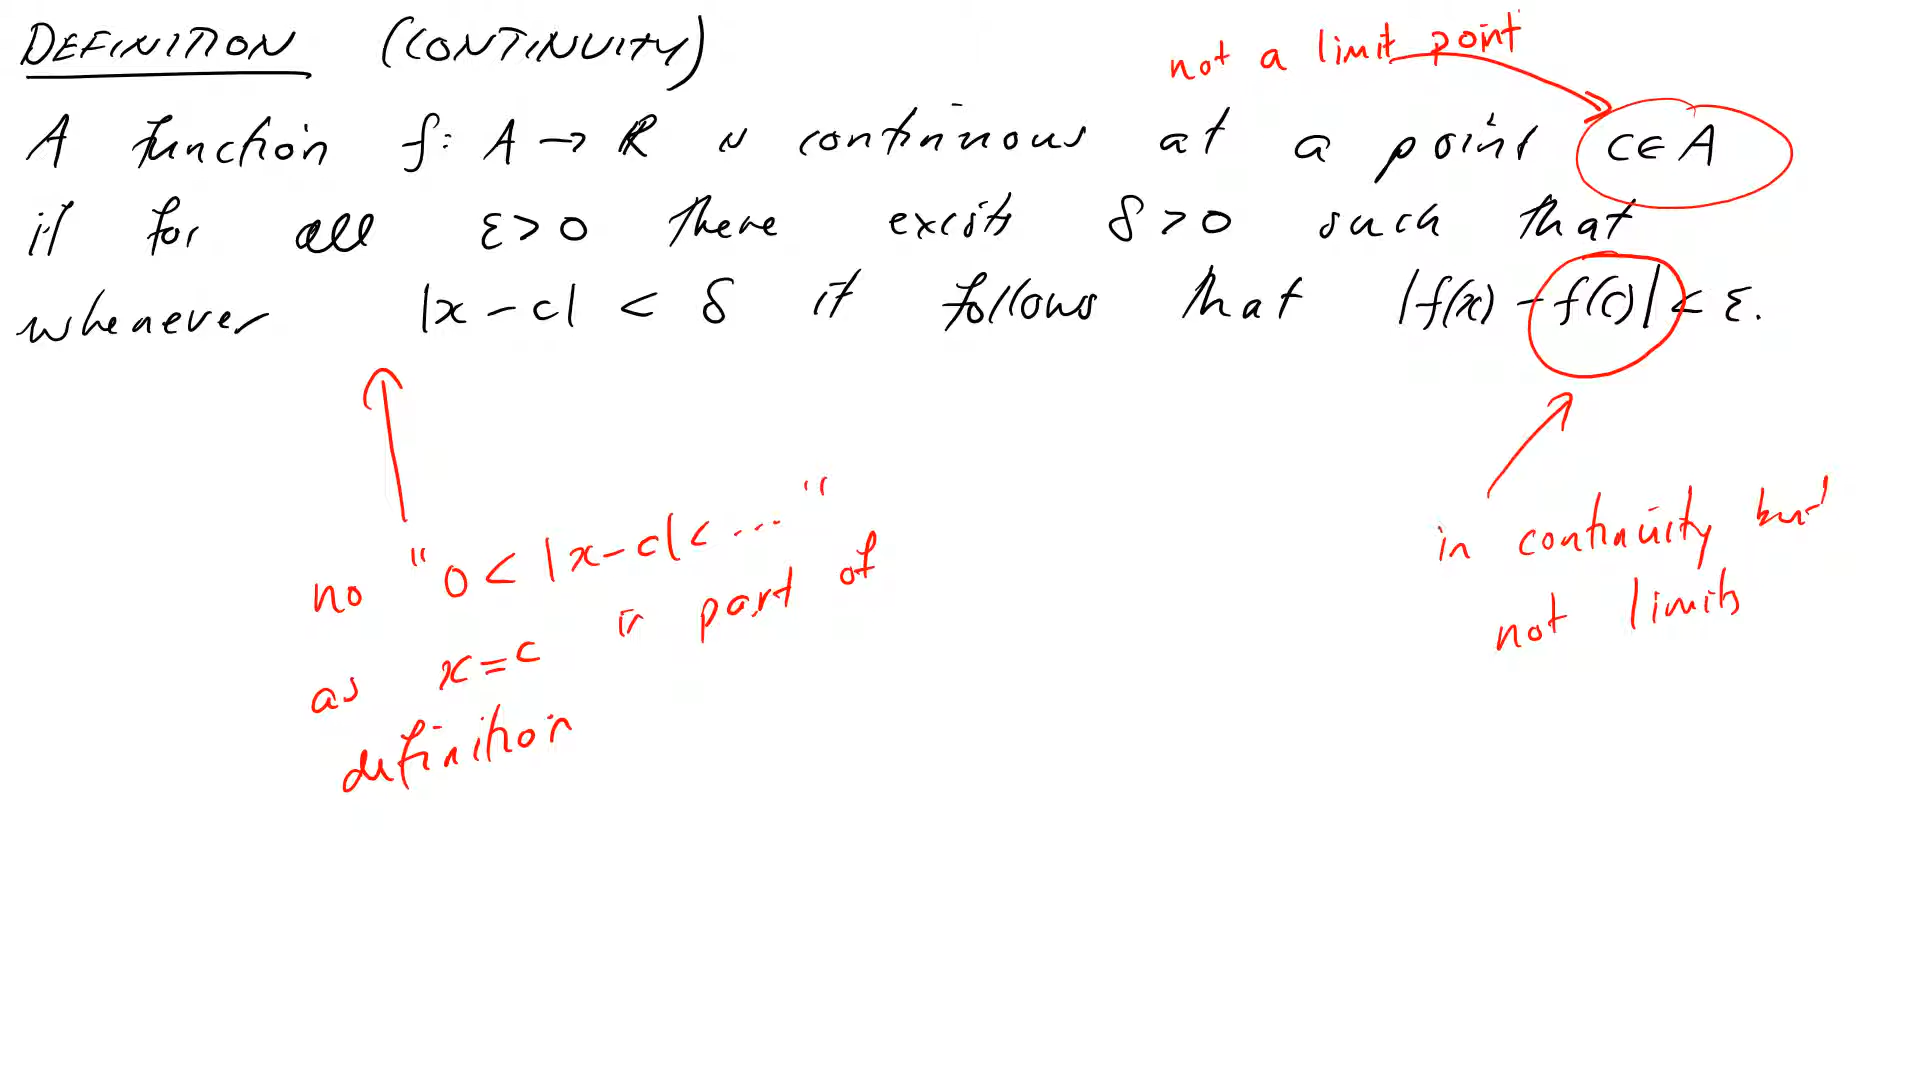 DEFINITION (CONTINUITY)
not a limit point
A function f: A → R is continuous at a point c ∈ A
if for all ε > 0 there exists δ > 0 such that
whenever |x - c| < δ it follows that |f(x) - f(c)| < ε.
no "0 < |x - c| < ..."
as x = c is part of
definition
in continuity but
not limits